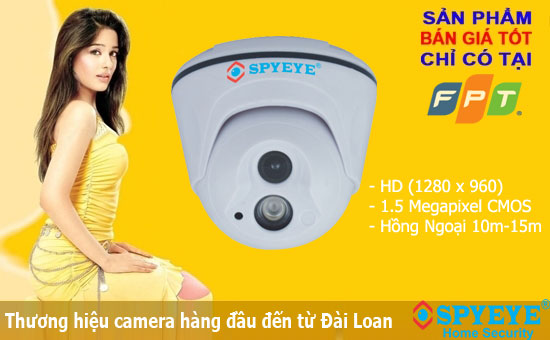 SẢN PHẨM
BÁN GIÁ TỐT
CHỈ CÓ TẠI
FPT
SPYEYE®
- HD (1280 x 960)
- 1.5 Megapixel CMOS
- Hồng Ngoại 10m-15m
Thương hiệu camera hàng đầu đến từ Đài Loan
SPYEYE®
Home Security